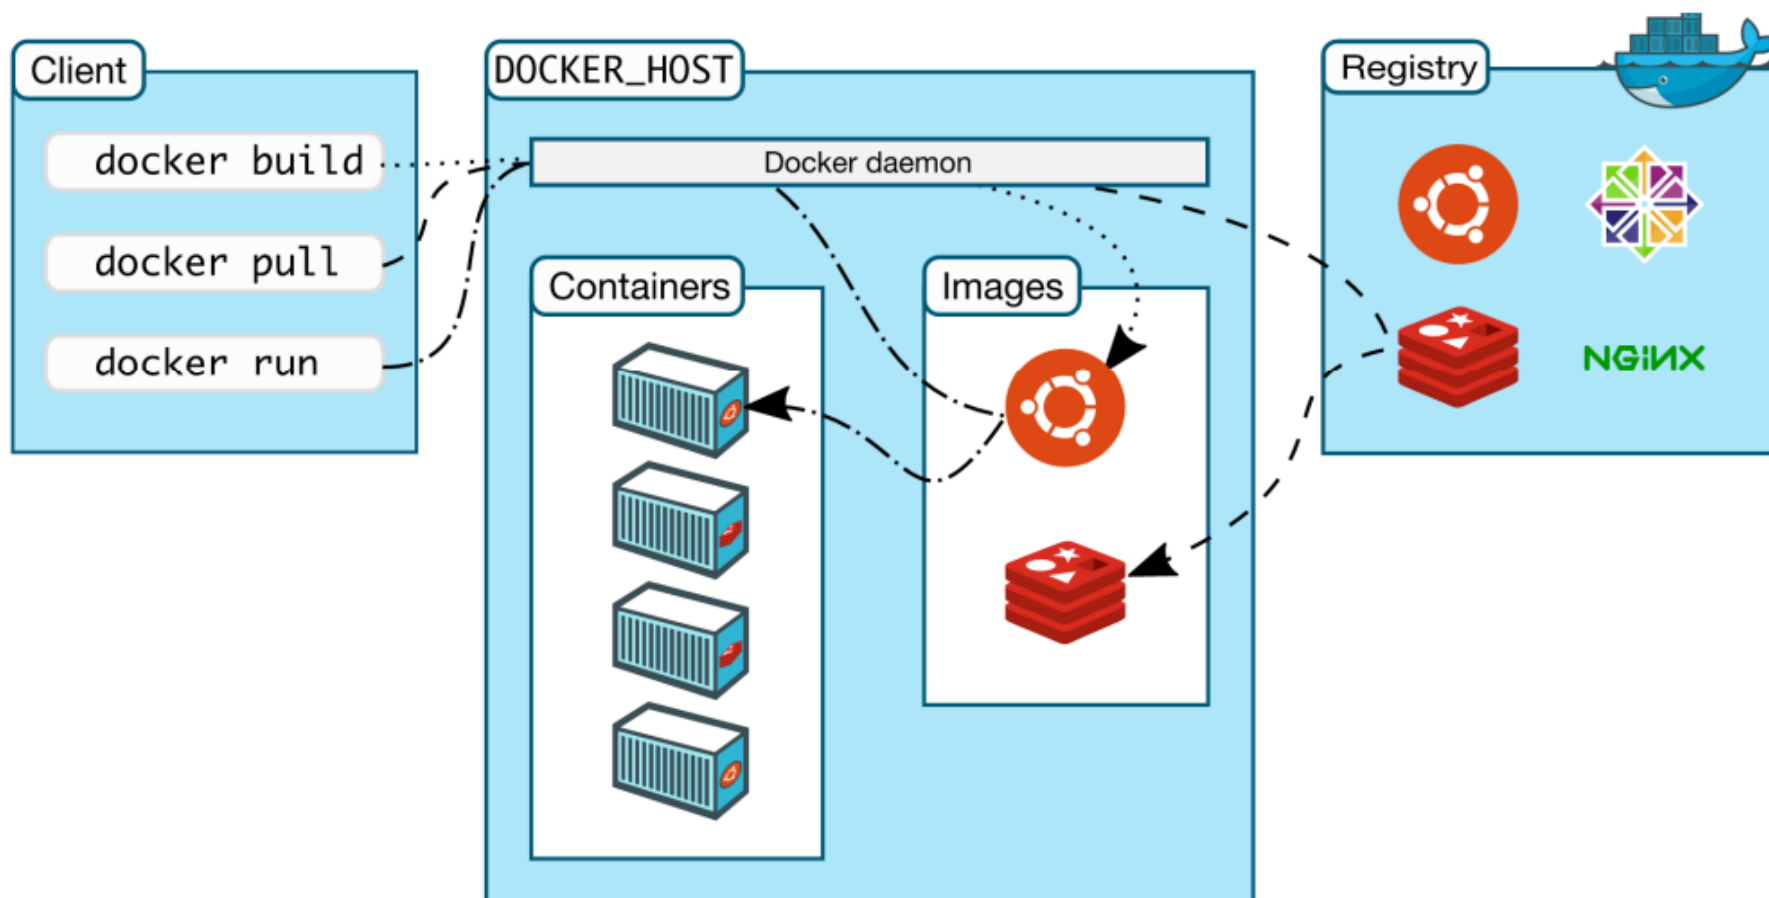 Client
docker build
docker pull
docker run
DOCKER_HOST
Docker daemon
Containers
Images
Registry
NGiNX